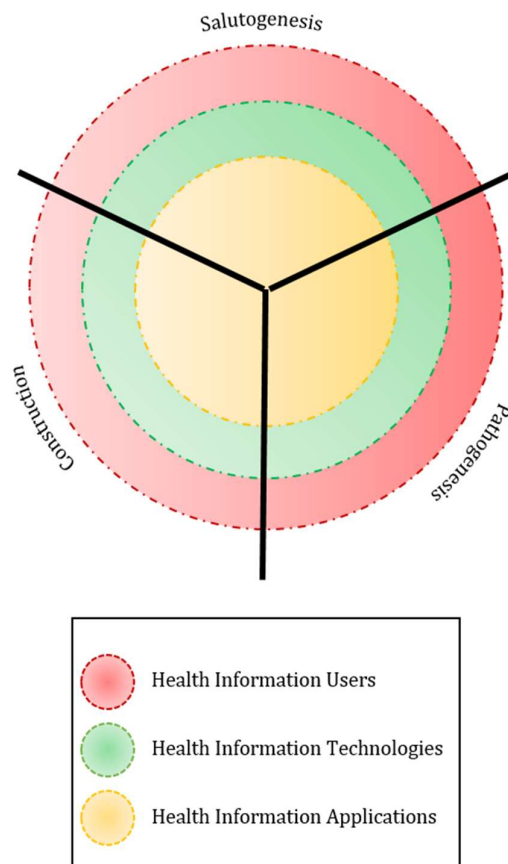 Salutogenesis
Construction
Pathogenesis
Health Information Users
Health Information Technologies
Health Information Applications